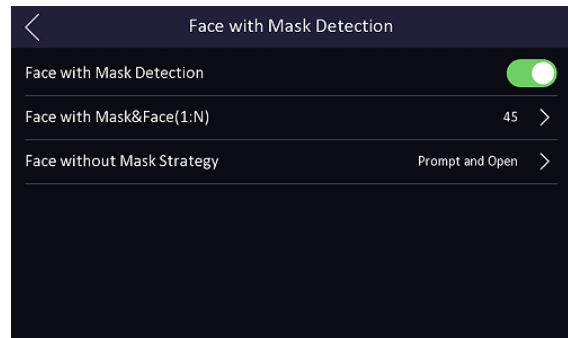 Face with Mask Detection
Face with Mask Detection
Face with Mask&Face(1:N) 45
Face without Mask Strategy Prompt and Open